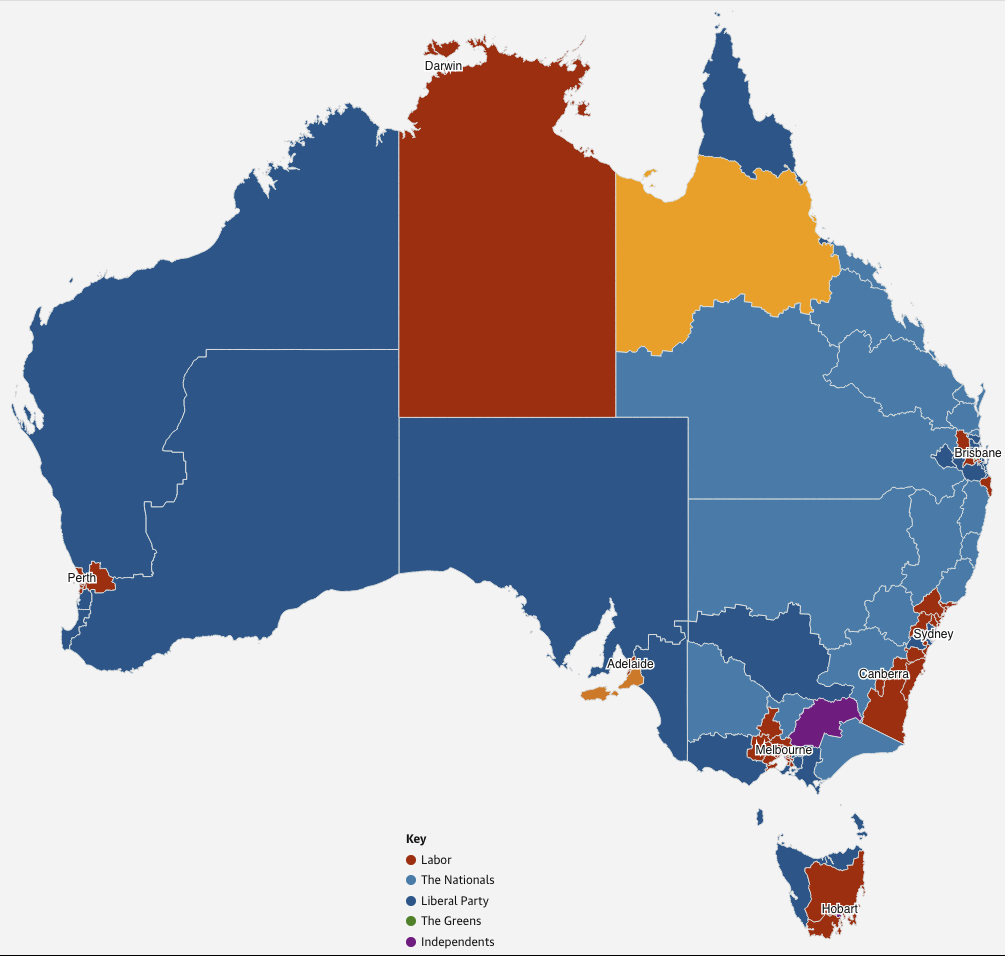 Darwin
Brisbane
Perth
Sydney
Adelaide
Canberra
Melbourne
Key
Labor
The Nationals
Liberal Party
The Greens
Independents
Hobart